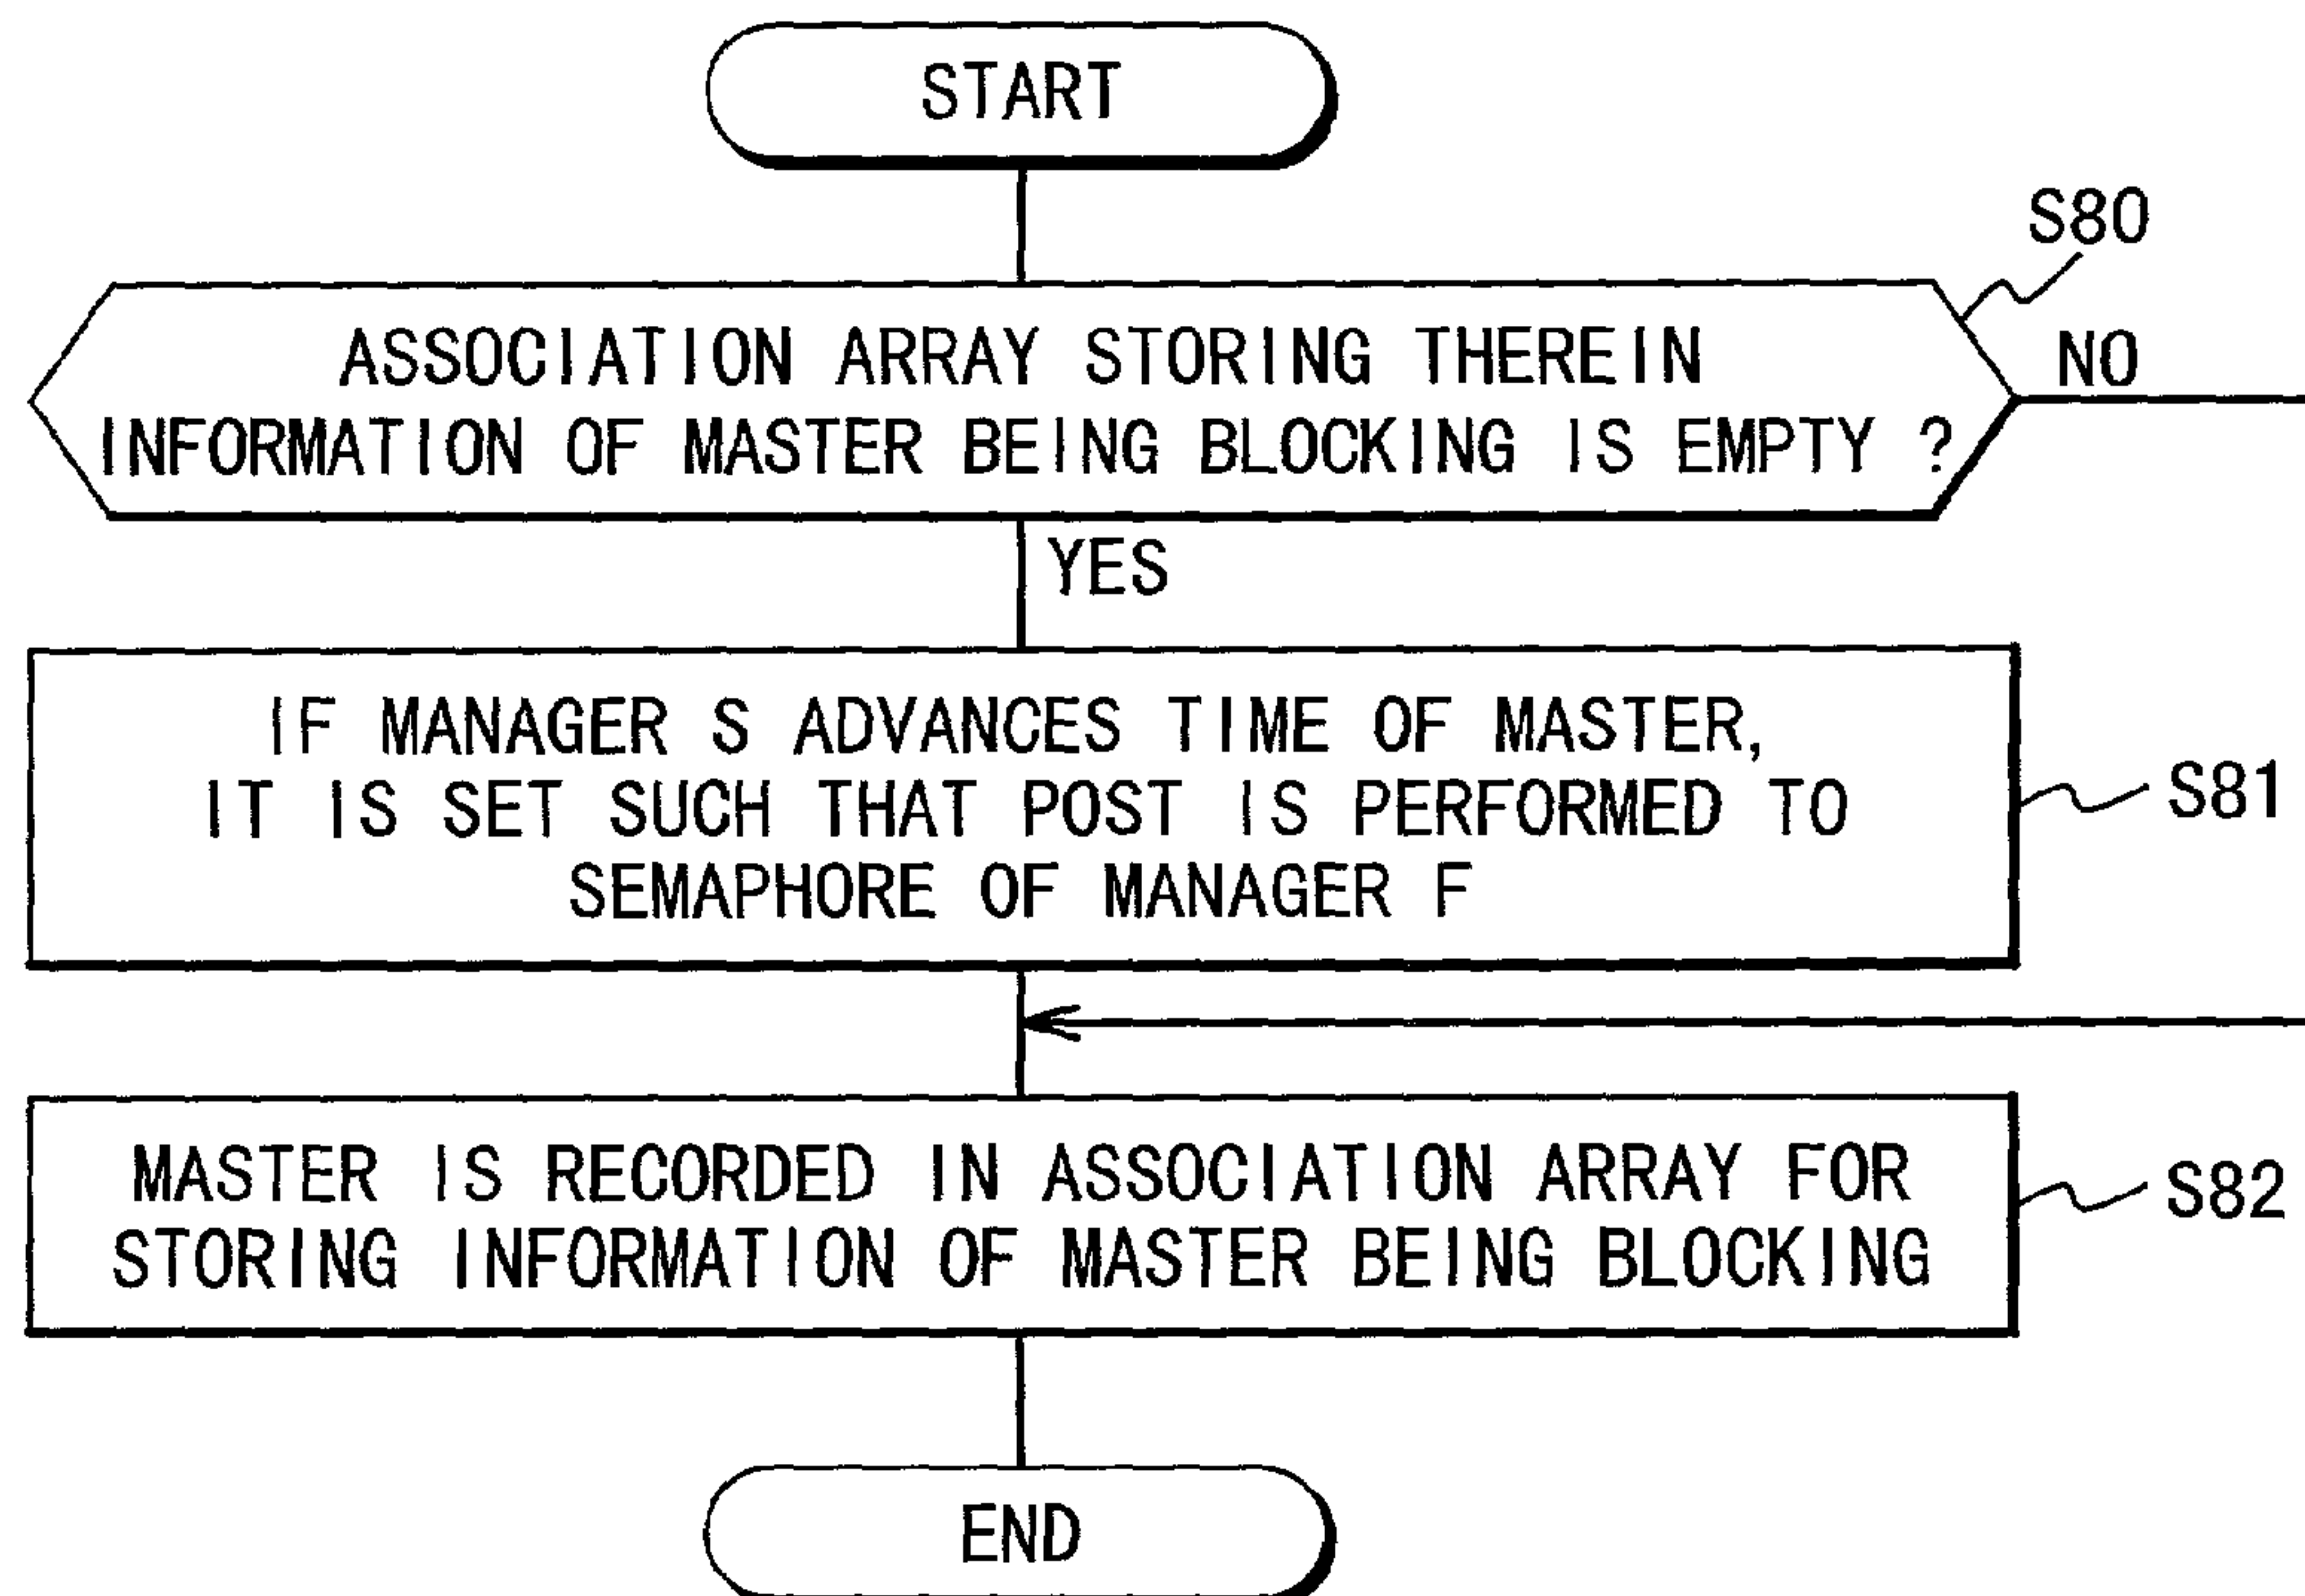 START
S80
ASSOCIATION ARRAY STORING THEREIN
INFORMATION OF MASTER BEING BLOCKING IS EMPTY ?
NO
YES
IF MANAGER S ADVANCES TIME OF MASTER,
IT IS SET SUCH THAT POST IS PERFORMED TO
SEMAPHORE OF MANAGER F
S81
MASTER IS RECORDED IN ASSOCIATION ARRAY FOR
STORING INFORMATION OF MASTER BEING BLOCKING
S82
END